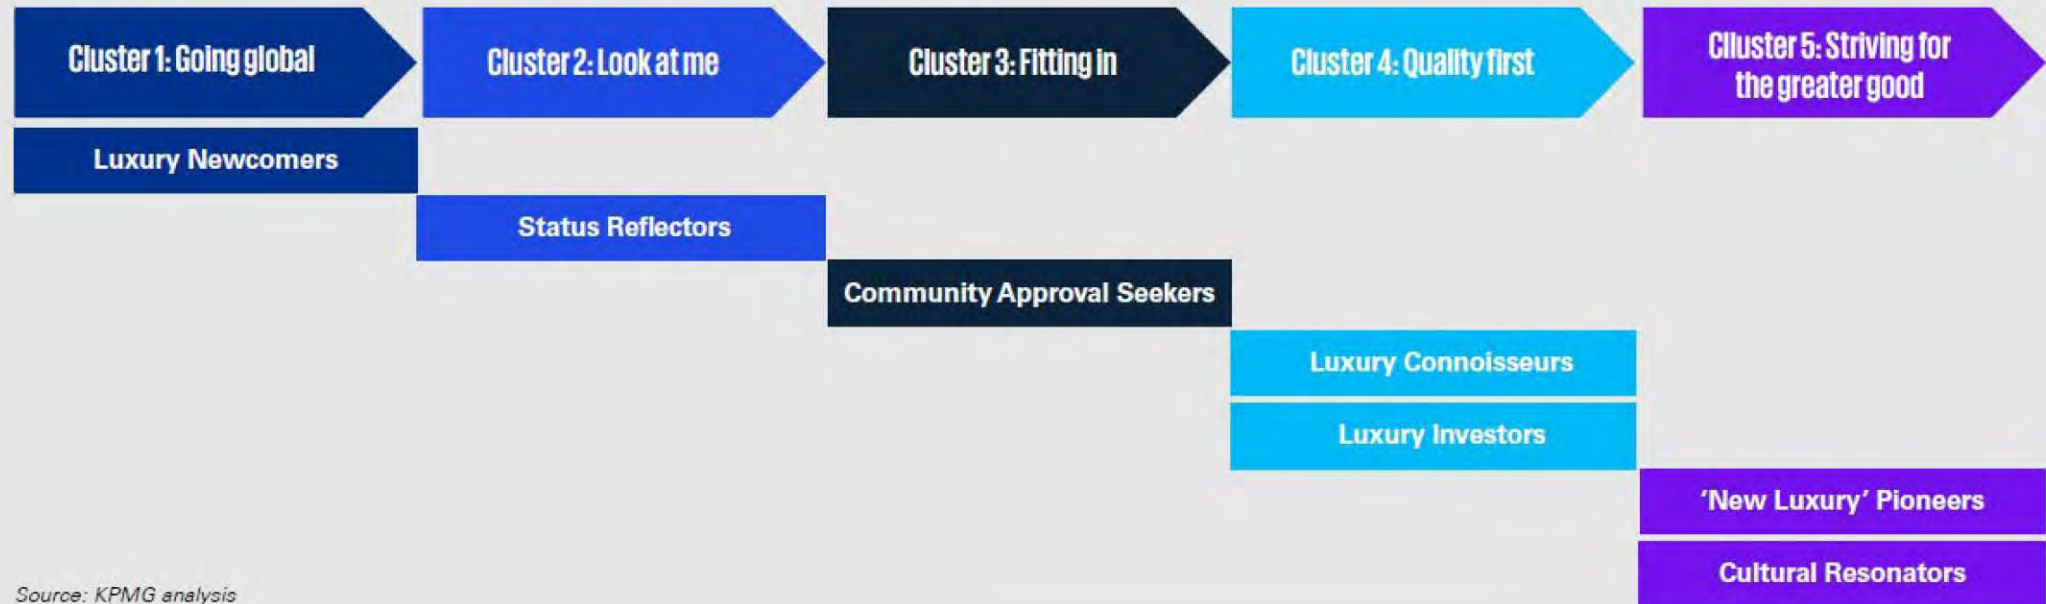 Cluster 1: Going global
Cluster 2: Look at me
Cluster 3: Fitting in
Cluster 4: Quality first
Clluster 5: Striving for
the greater good
Luxury Newcomers
Status Reflectors
Community Approval Seekers
Luxury Connoisseurs
Luxury Investors
‘New Luxury’ Pioneers
Cultural Resonators
Source: KPMG analysis